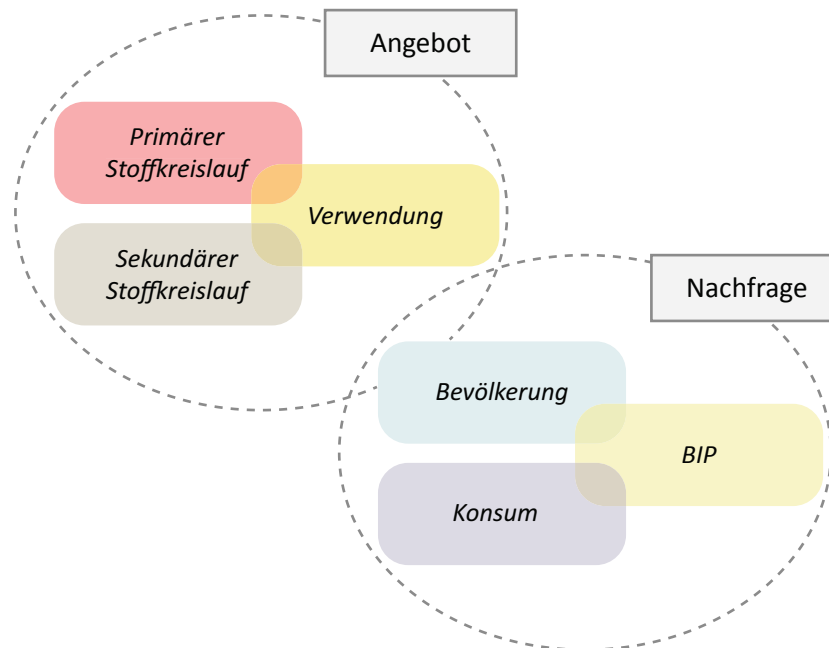 Angebot
Primärer
Stoffkreislauf
Verwendung
Sekundärer
Stoffkreislauf
Nachfrage
Bevölkerung
BIP
Konsum